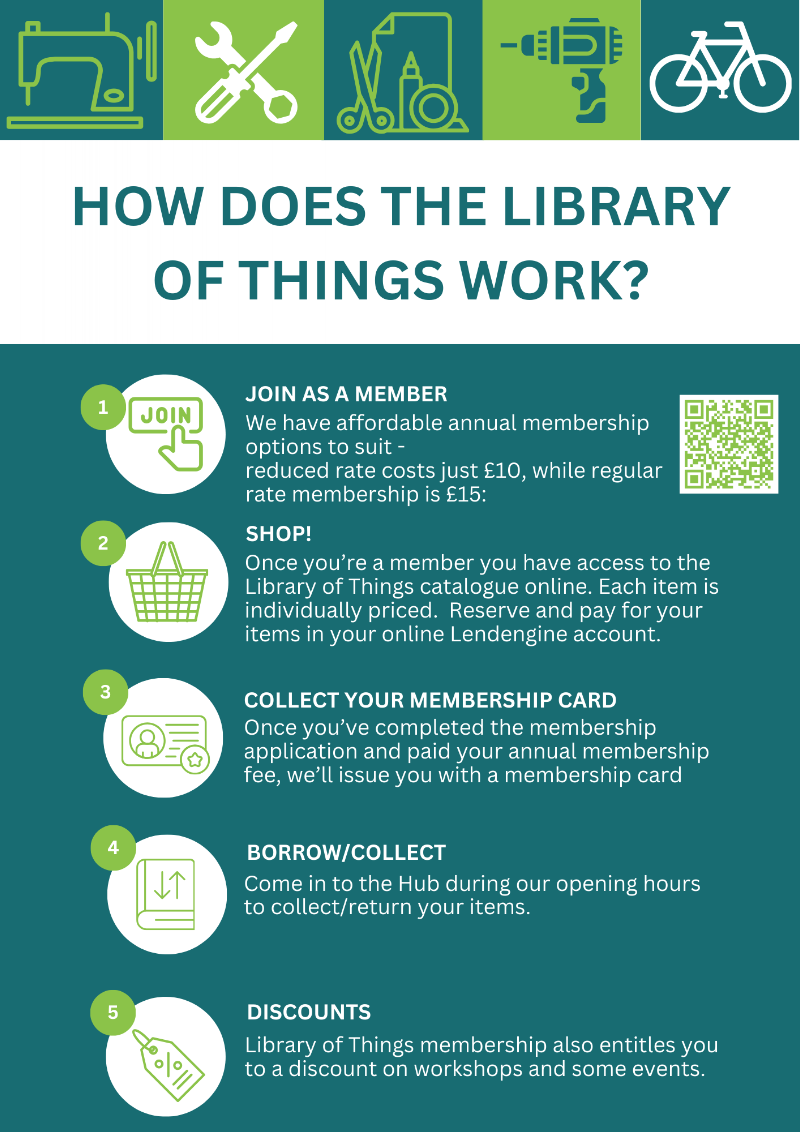 HOW DOES THE LIBRARY
OF THINGS WORK?
1
JOIN
JOIN AS A MEMBER
We have affordable annual membership
options to suit -
reduced rate costs just £10, while regular
rate membership is £15:
2
SHOP!
Once you’re a member you have access to the
Library of Things catalogue online. Each item is
individually priced.  Reserve and pay for your
items in your online Lendengine account.
3
COLLECT YOUR MEMBERSHIP CARD
Once you’ve completed the membership
application and paid your annual membership
fee, we’ll issue you with a membership card
4
BORROW/COLLECT
Come in to the Hub during our opening hours
to collect/return your items.
5
%
DISCOUNTS
Library of Things membership also entitles you
to a discount on workshops and some events.